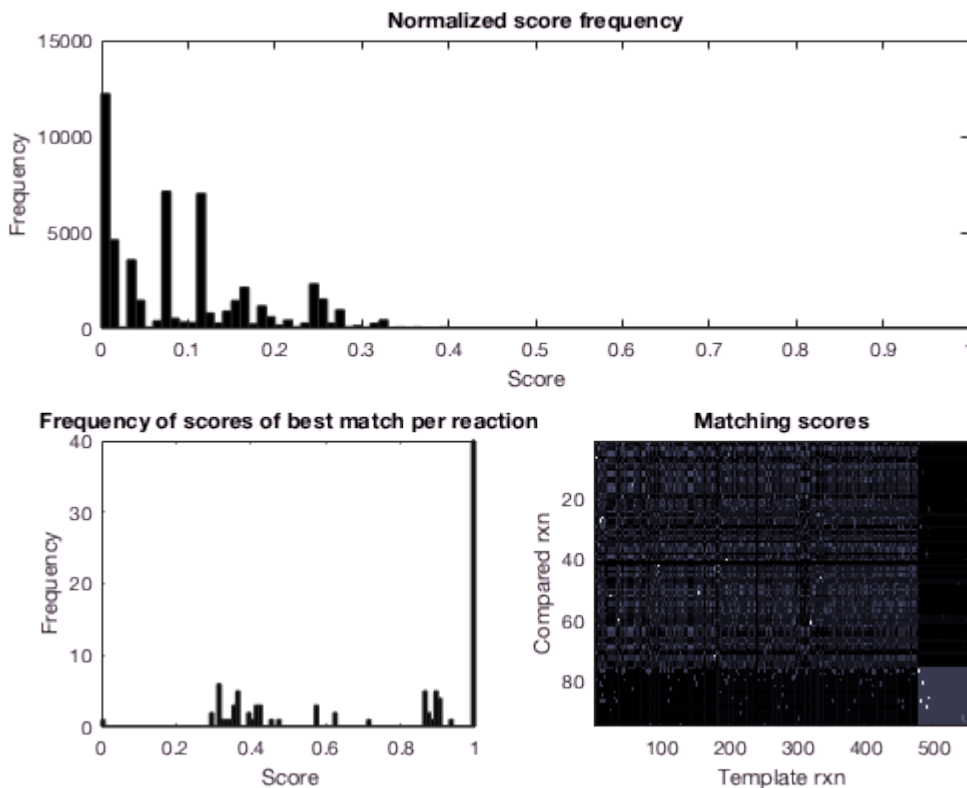 Normalized score frequency
15000
10000
5000
0
Frequency
0 0.1 0.2 0.3 0.4 0.5 0.6 0.7 0.8 0.9 1
Score
Frequency of scores of best match per reaction
40
30
20
10
0
Frequency
0 0.2 0.4 0.6 0.8 1
Score
Matching scores
20
40
60
80
Compared rxn
100 200 300 400 500
Template rxn